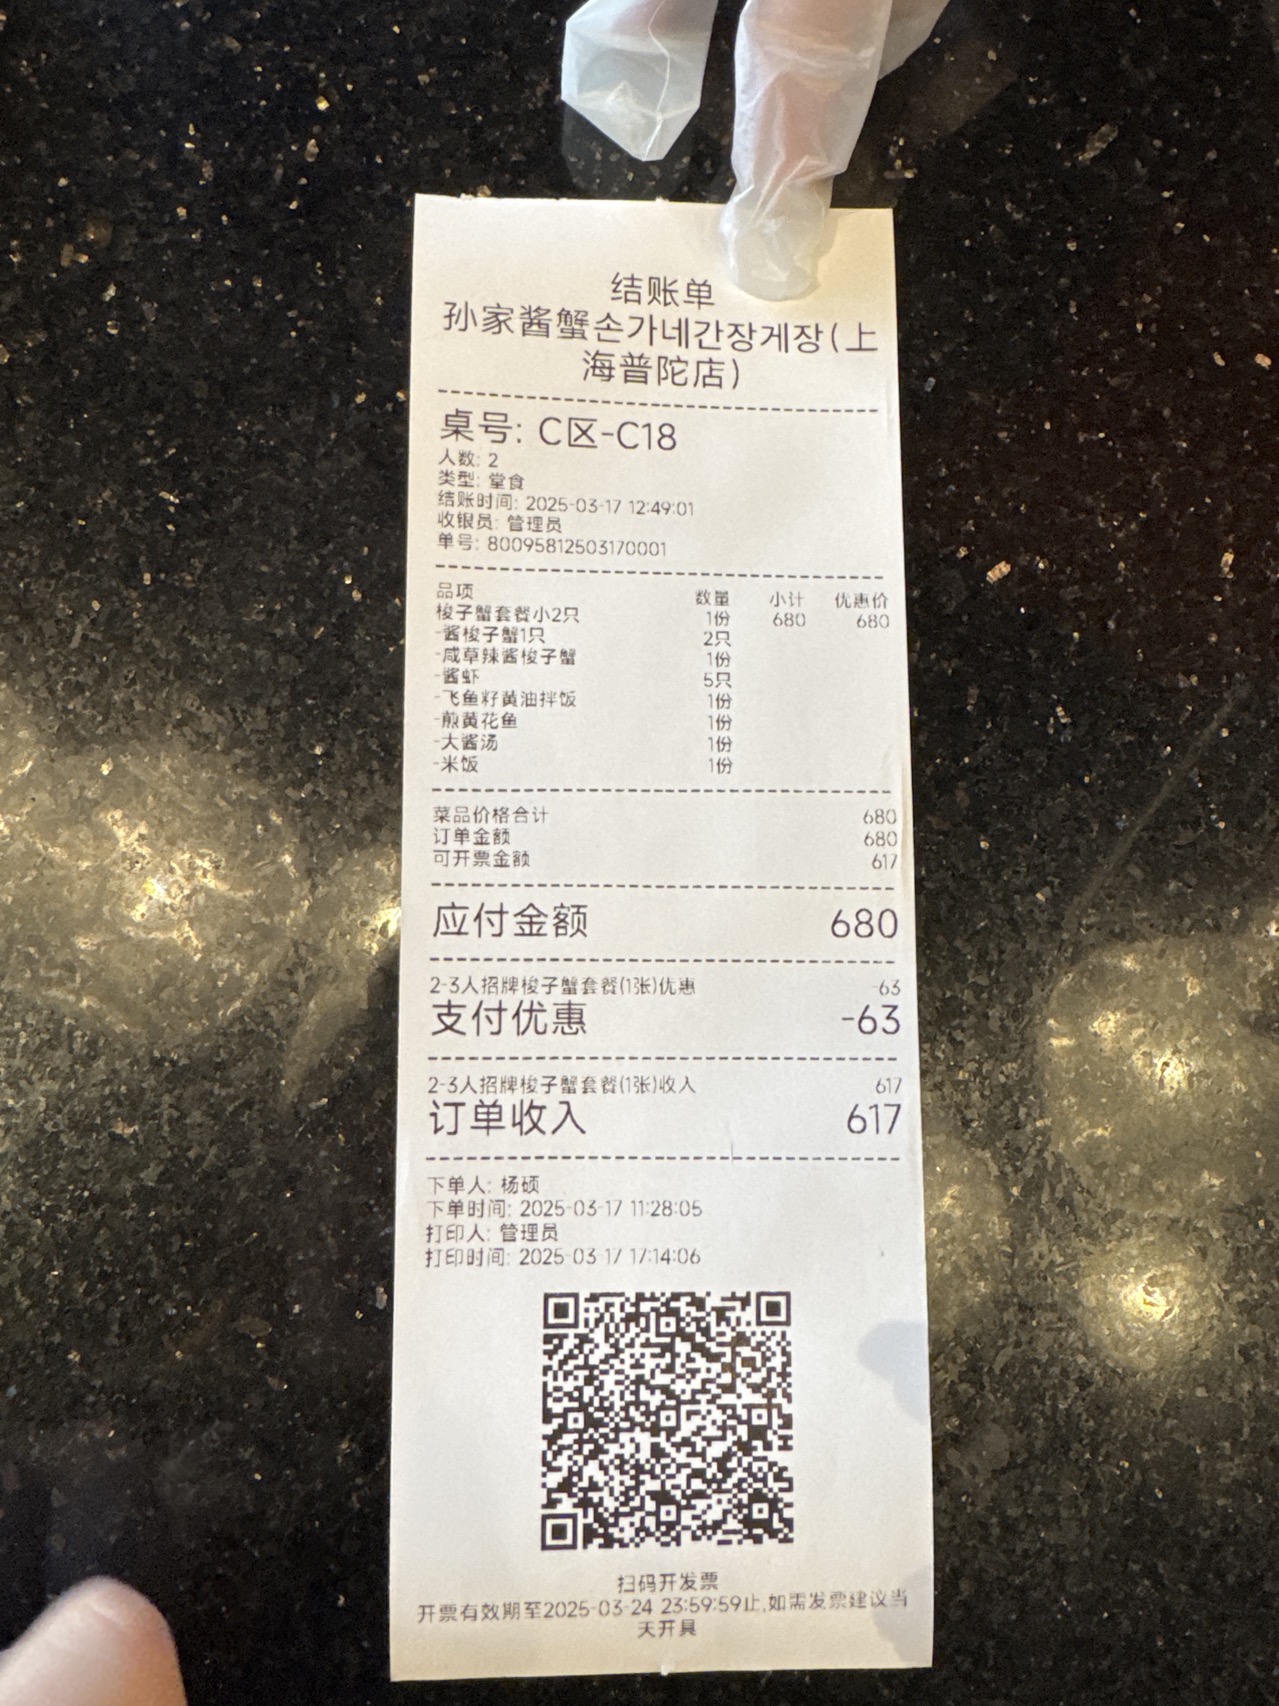 结账单
孙家酱蟹손가네간장게장(上
海普陀店)
桌号: C区-C18
人数: 2
类型: 堂食
结账时间: 2025-03-17 12:49:01
收银员: 管理员
单号: 80095812503170001
品项 数量 小计 优惠价
梭子蟹套餐小2只 1份 680 680
-酱梭子蟹1只 2只
-咸草辣酱梭子蟹 1份
-酱虾 5只
-飞鱼籽黄油拌饭 1份
-煎黄花鱼 1份
-大酱汤 1份
-米饭 1份
菜品价格合计 680
订单金额 680
可开票金额 617
应付金额 680
2-3人招牌梭子蟹套餐(1张)优惠 -63
支付优惠 -63
2-3人招牌梭子蟹套餐(1张)收入 617
订单收入 617
下单人: 杨硕
下单时间: 2025-03-17 11:28:05
打印人: 管理员
打印时间: 2025-03-17 17:14:06
扫码开发票
开票有效期至2025-03-24 23:59:59止,如需发票建议当
天开具